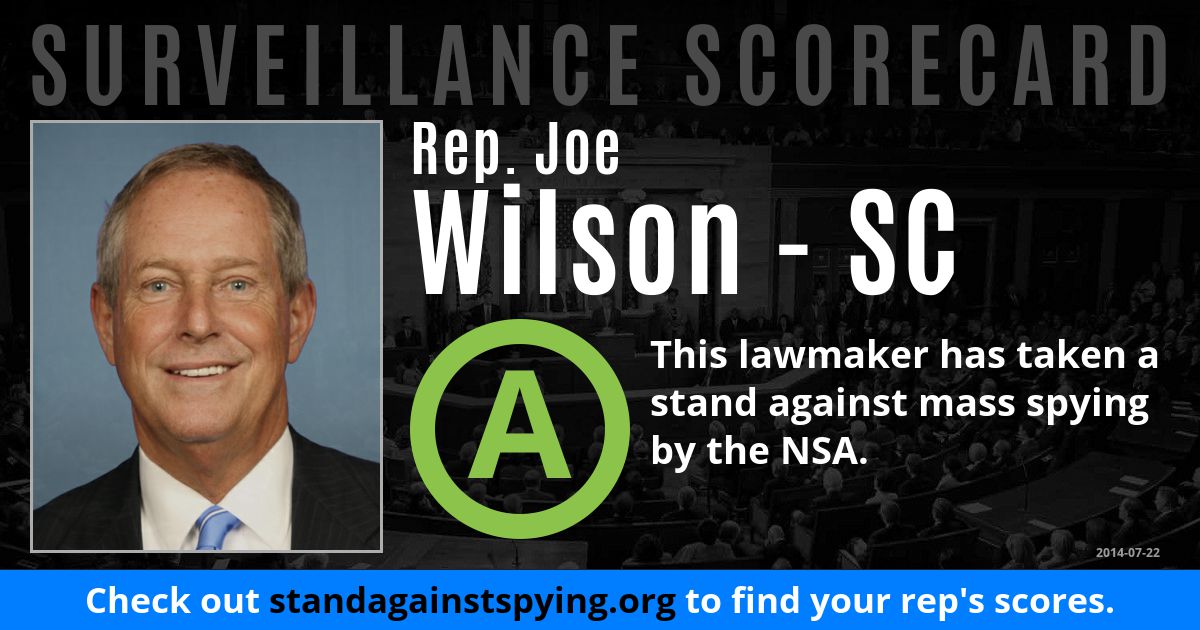 SURVEILLANCE SCORECARD
Rep. Joe
Wilson - SC
A
This lawmaker has taken a
stand against mass spying
by the NSA.
2014-07-22
Check out standagainstspying.org to find your rep's scores.